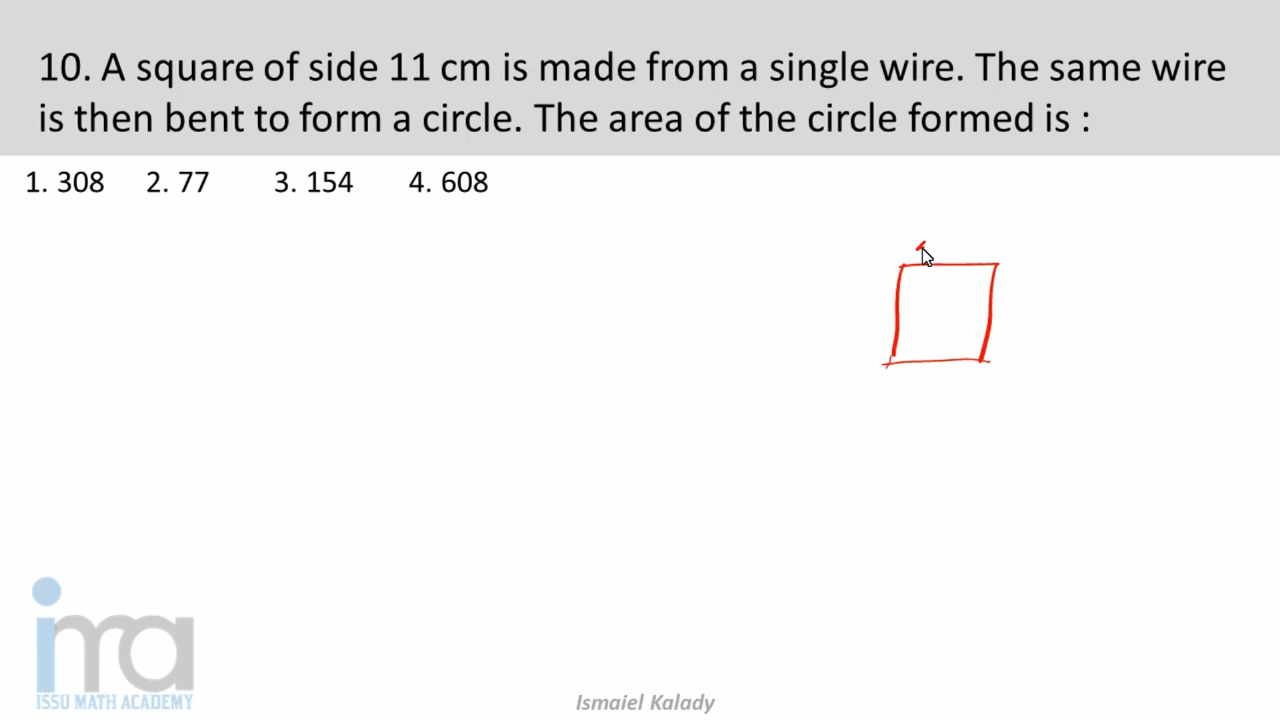 10. A square of side 11 cm is made from a single wire. The same wire
is then bent to form a circle. The area of the circle formed is :
1. 308 2. 77 3. 154 4. 608
ima
ISSU MATH ACADEMY
Ismaiel Kalady